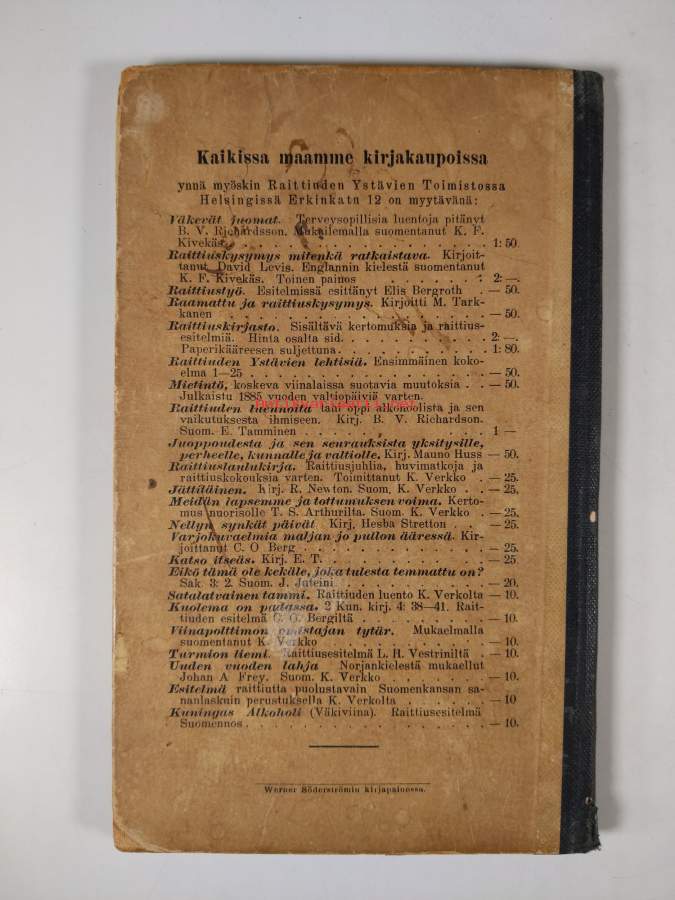 Kaikissa maamme kirjakaupoissa
ynnä myöskin Raittiuden Ystävien Toimistossa
Helsingissä Erkinkatu 12 on myytävänä:
Väkevät juomat. Terveysopillisia luentoja pitänyt
B. V. Richardsson. Mukailemalla suomentanut K. F.
Kivekäs. . . . . . . . . . . . . . . . . 1: 50.
Raittiuskysymys mitenkä ratkaistava. Kirjoit-
tanut David Levis. Englannin kielestä suomentanut
K. F. Kivekäs. Toinen painos . . . . . . 2: —.
Raittiustyö. Esitelmissä esittänyt Elis Bergroth . — 50.
Raamattu ja raittiuskysymys. Kirjoitti M. Tark-
kanen . . . . . . . . . . . . . . . . . — 50.
Raittiuskirjasto. Sisältävä kertomuksia ja raittius-
esitelmiä. Hinta osalta sid. . . . . . . . . 2: —.
Paperikääreesen suljettuna . . . . . . . . . 1: 80.
Raittiuden Ystävien lehtisiä. Ensimmäinen koko-
elma 1—25 . . . . . . . . . . . . . . . — 50.
Mietintö, koskeva viinalaissa suotavia muutoksia . . — 50.
Julkaistu 1885 vuoden valtiopäiviä varten.
Raittiuden luennoita tahi oppi alkohoolista ja sen
vaikutuksesta ihmiseen. Kirj. B. V. Richardson.
Suom. E. Tamminen . . . . . . . . . . . 1 —
Juoppoudesta ja sen seurauksista yksityisille,
perheelle, kunnalle ja valtiolle. Kirj. Mauno Huss — 50.
Raittiuslaulukirja. Raittiusjuhlia, huvimatkoja ja
raittiuskokouksia varten. Toimittanut K. Verkko . — 25.
Jättiläinen. Kirj. R. Newton. Suom. K. Verkko . . — 25.
Meidän lapsemme ja tottumuksen voima. Kerto-
mus nuorisolle T. S. Arthurilta. Suom. K. Verkko . — 25.
Nellyn synkät päivät Kirj. Hesba Stretton . . — 25.
Varjokuvaelmia maljan jo pullon ääressä. Kir-
joittanut C. O Berg . . . . . . . . . . . — 25.
Katso itseäs. Kirj. E. T. . . . . . . . . . — 25.
Eikö tämä ole kekäle, joka tulesta temmattu on?
Sak. 3: 2. Suom. J. Juteini . . . . . . . . — 20.
Satalatvainen tammi. Raittiuden luento K. Verkolta — 10.
Kuolema on padassa. 2 Kun. kirj. 4: 38—41. Rait-
tiuden esitelmä C. O. Bergiltä . . . . . . . — 10.
Viinapolttimon omistajan tytär. Mukaelmalla
suomentanut K. Verkko . . . . . . . . . . — 10.
Turmion liemi. Raittiusesitelmä L. H. Vestriniltä . — 10.
Uuden vuoden lahja Norjankielestä mukaellut
Johan A Frey. Suom. K. Verkko . . . . . . — 10.
Esitelmä raittiutta puolustavain Suomenkansan sa-
nanlaskuin perustuksella K. Verkolta . . . . — 10
Kuningas Alkoholi (Väkiviina). Raittiusesitelmä
Suomennos . . . . . . . . . . . . . . . — 10.
Werner Söderströmin kirjapainossa.